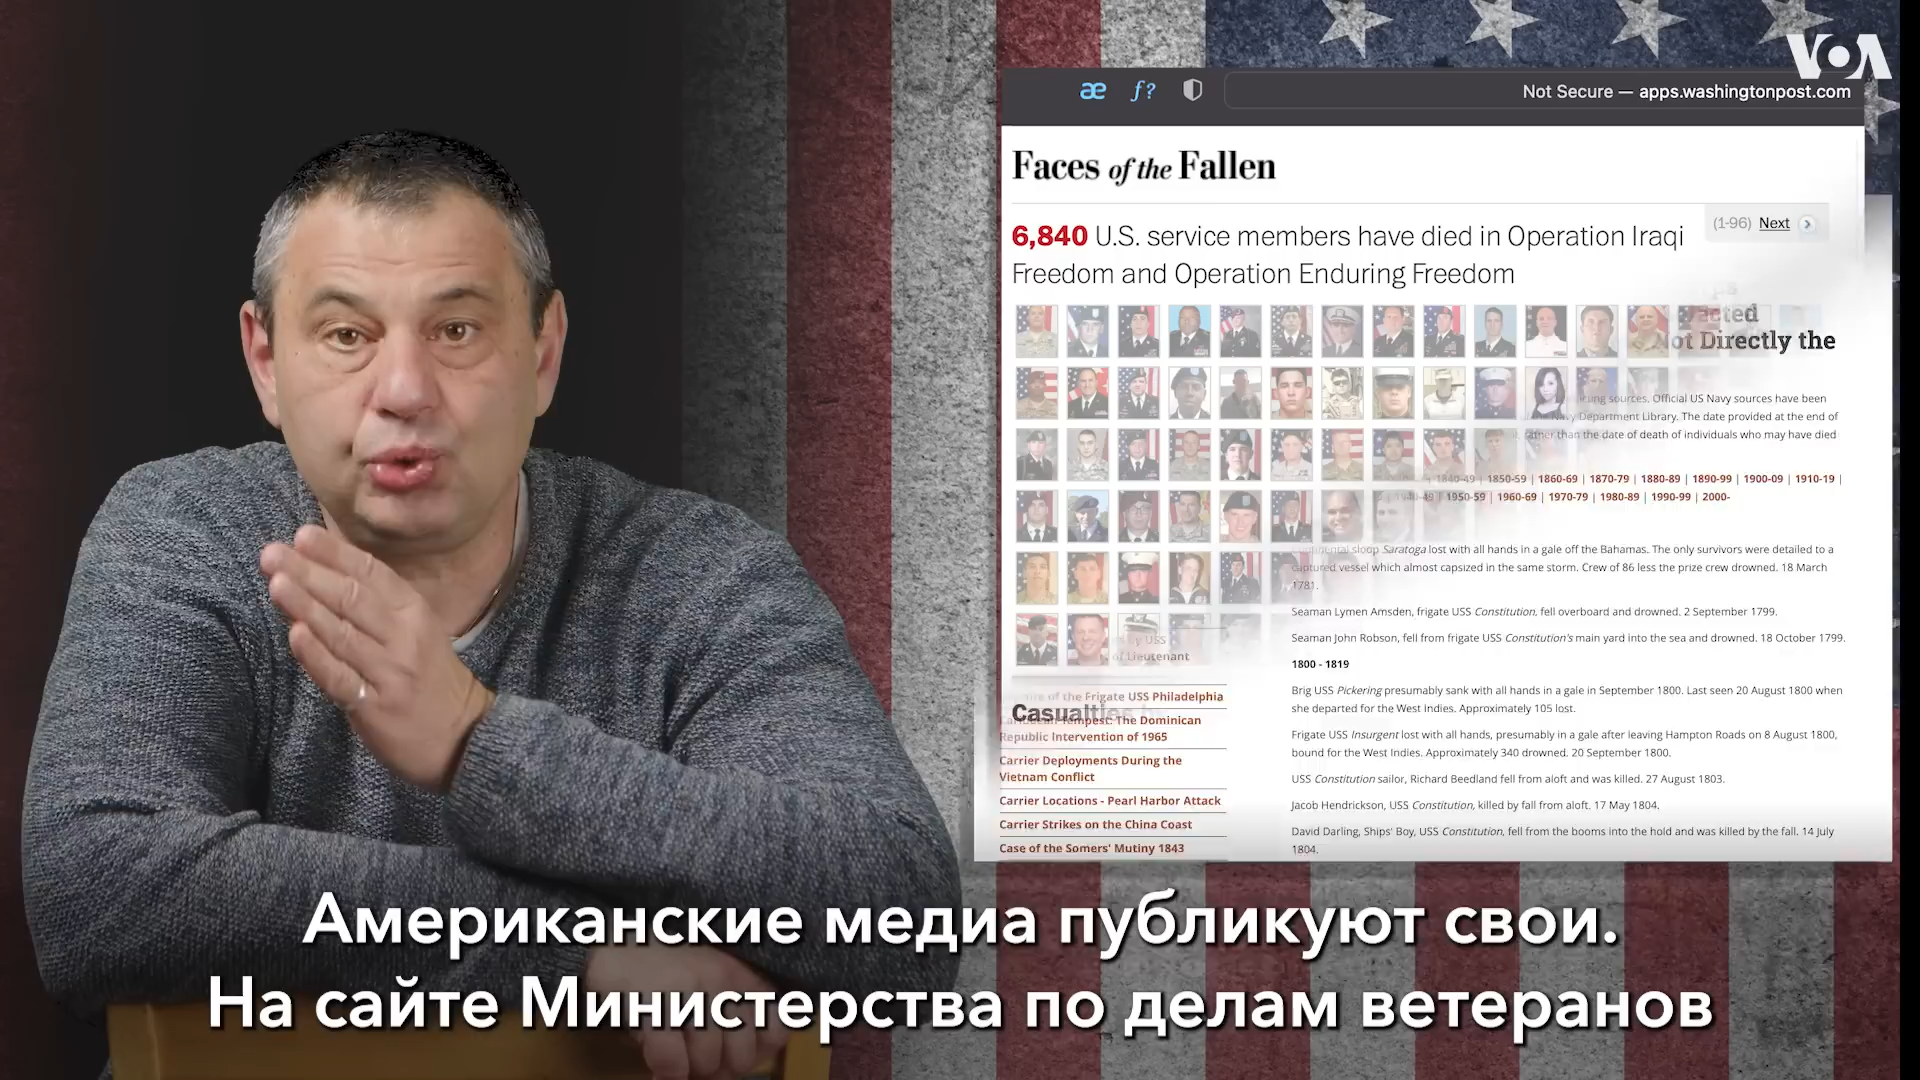 VOA
æ f? Not Secure — apps.washingtonpost.com
Faces of the Fallen
(1-96) Next
6,840 U.S. service members have died in Operation Iraqi
Freedom and Operation Enduring Freedom
Not Directly the
sources. Official US Navy sources have been
Navy Department Library. The date provided at the end of
rather than the date of death of individuals who may have died
1840-49 | 1850-59 | 1860-69 | 1870-79 | 1880-89 | 1890-99 | 1900-09 | 1910-19 |
1950-59 | 1960-69 | 1970-79 | 1980-89 | 1990-99 | 2000-
Continental sloop Saratoga lost with all hands in a gale off the Bahamas. The only survivors were detailed to a
captured vessel which almost capsized in the same storm. Crew of 86 less the prize crew drowned. 18 March
1781.
Seaman Lymen Amsden, frigate USS Constitution, fell overboard and drowned. 2 September 1799.
Seaman John Robson, fell from frigate USS Constitution's main yard into the sea and drowned. 18 October 1799.
1800 - 1819
Brig USS Pickering presumably sank with all hands in a gale in September 1800. Last seen 20 August 1800 when
she departed for the West Indies. Approximately 105 lost.
Frigate USS Insurgent lost with all hands, presumably in a gale after leaving Hampton Roads on 8 August 1800,
bound for the West Indies. Approximately 340 drowned. 20 September 1800.
USS Constitution sailor, Richard Beedland fell from aloft and was killed. 27 August 1803.
Jacob Hendrickson, USS Constitution, killed by fall from aloft. 17 May 1804.
David Darling, Ships' Boy, USS Constitution, fell from the booms into the hold and was killed by the fall. 14 July
1804.
by USS
of Lieutenant
of the Frigate USS Philadelphia
Casualties
Caribbean Tempest: The Dominican
Republic Intervention of 1965
Carrier Deployments During the
Vietnam Conflict
Carrier Locations - Pearl Harbor Attack
Carrier Strikes on the China Coast
Case of the Somers' Mutiny 1843
Американские медиа публикуют свои.
На сайте Министерства по делам ветеранов